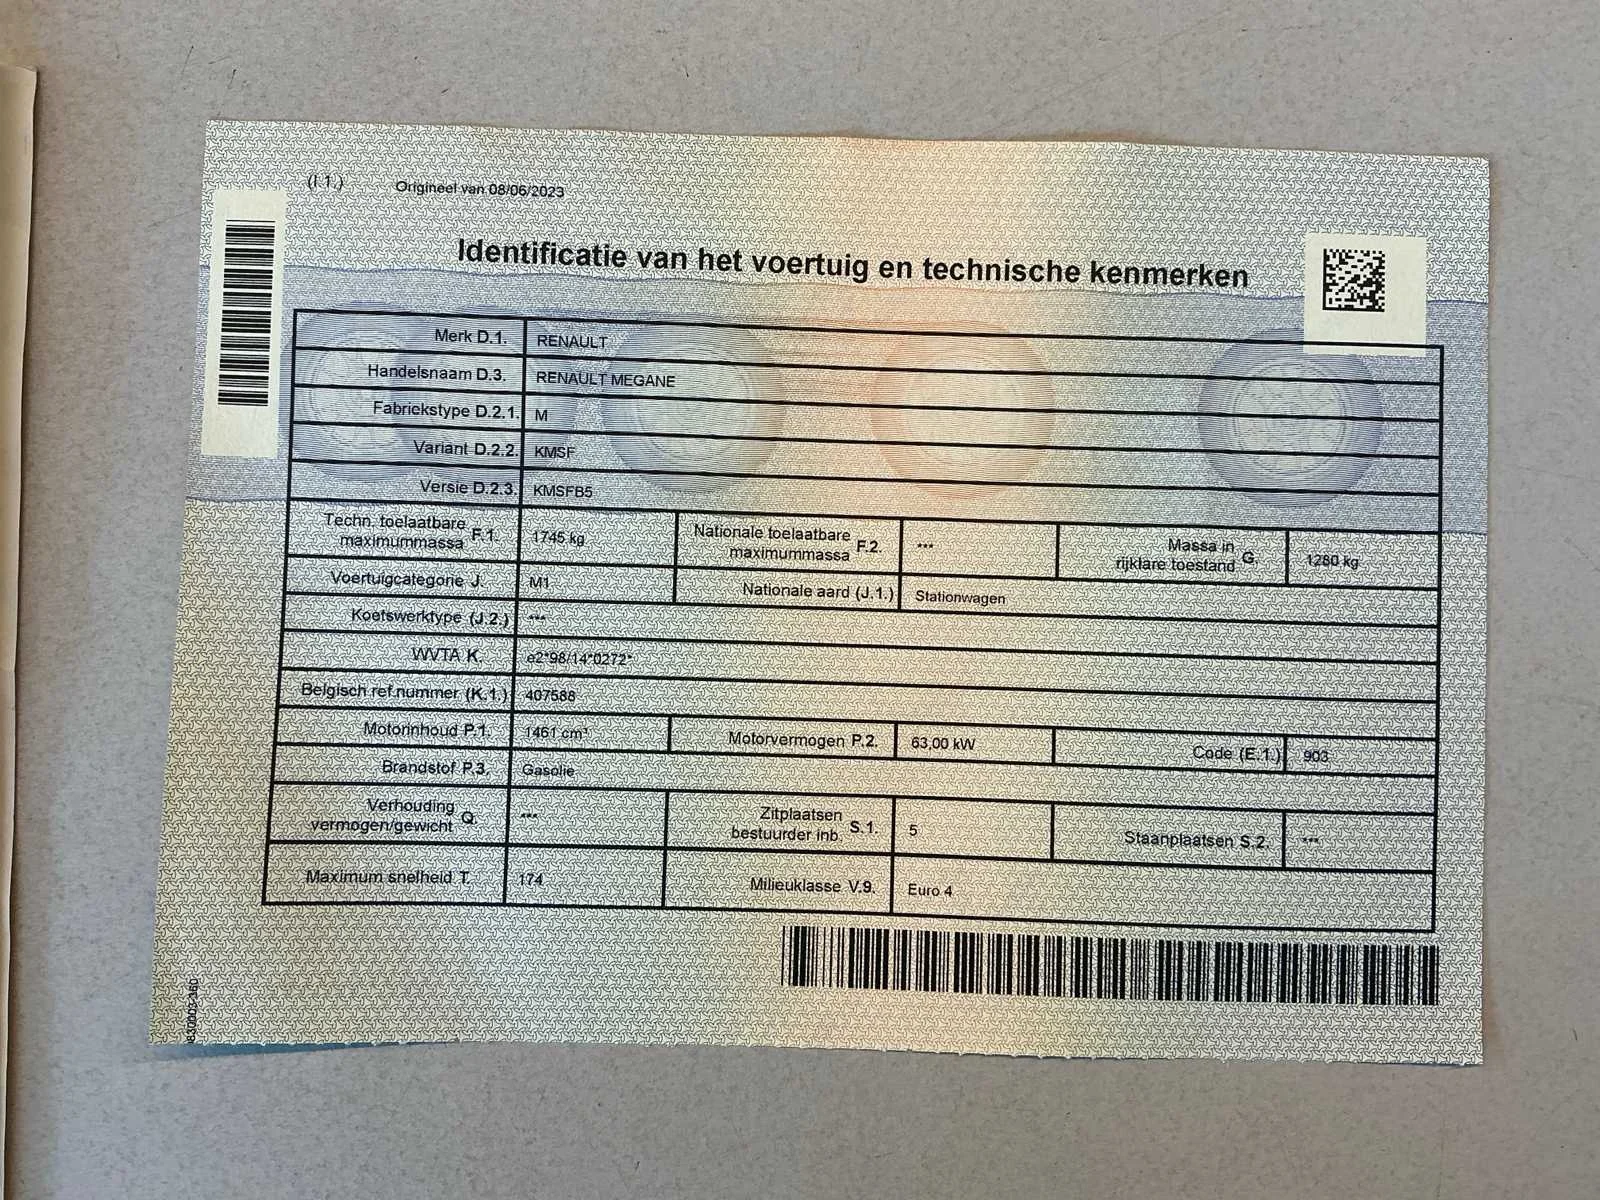 (I.1.) Origineel van 08/06/2023
Identificatie van het voertuig en technische kenmerken
Merk D.1. RENAULT
Handelsnaam D.3. RENAULT MEGANE
Fabriekstype D.2.1. M
Variant D.2.2. KMSF
Versie D.2.3. KMSFB5
Techn. toelaatbare maximummassa F.1. 1745 kg Nationale toelaatbare maximummassa F.2. *** Massa in rijklare toestand G. 1280 kg
Voertuigcategorie J. M1 Nationale aard (J.1.) Stationwagen
Koetswerktype (J.2.) ***
WVTA K. e2*98/14*0272*
Belgisch ref.nummer (K.1.) 407588
Motorinhoud P.1. 1461 cm³ Motorvermogen P.2. 63,00 kW Code (E.1.) 903
Brandstof P.3. Gasolie
Verhouding vermogen/gewicht Q. *** Zitplaatsen bestuurder inb. S.1. 5 Staanplaatsen S.2. ***
Maximum snelheid T. 174 Milieuklasse V.9. Euro 4